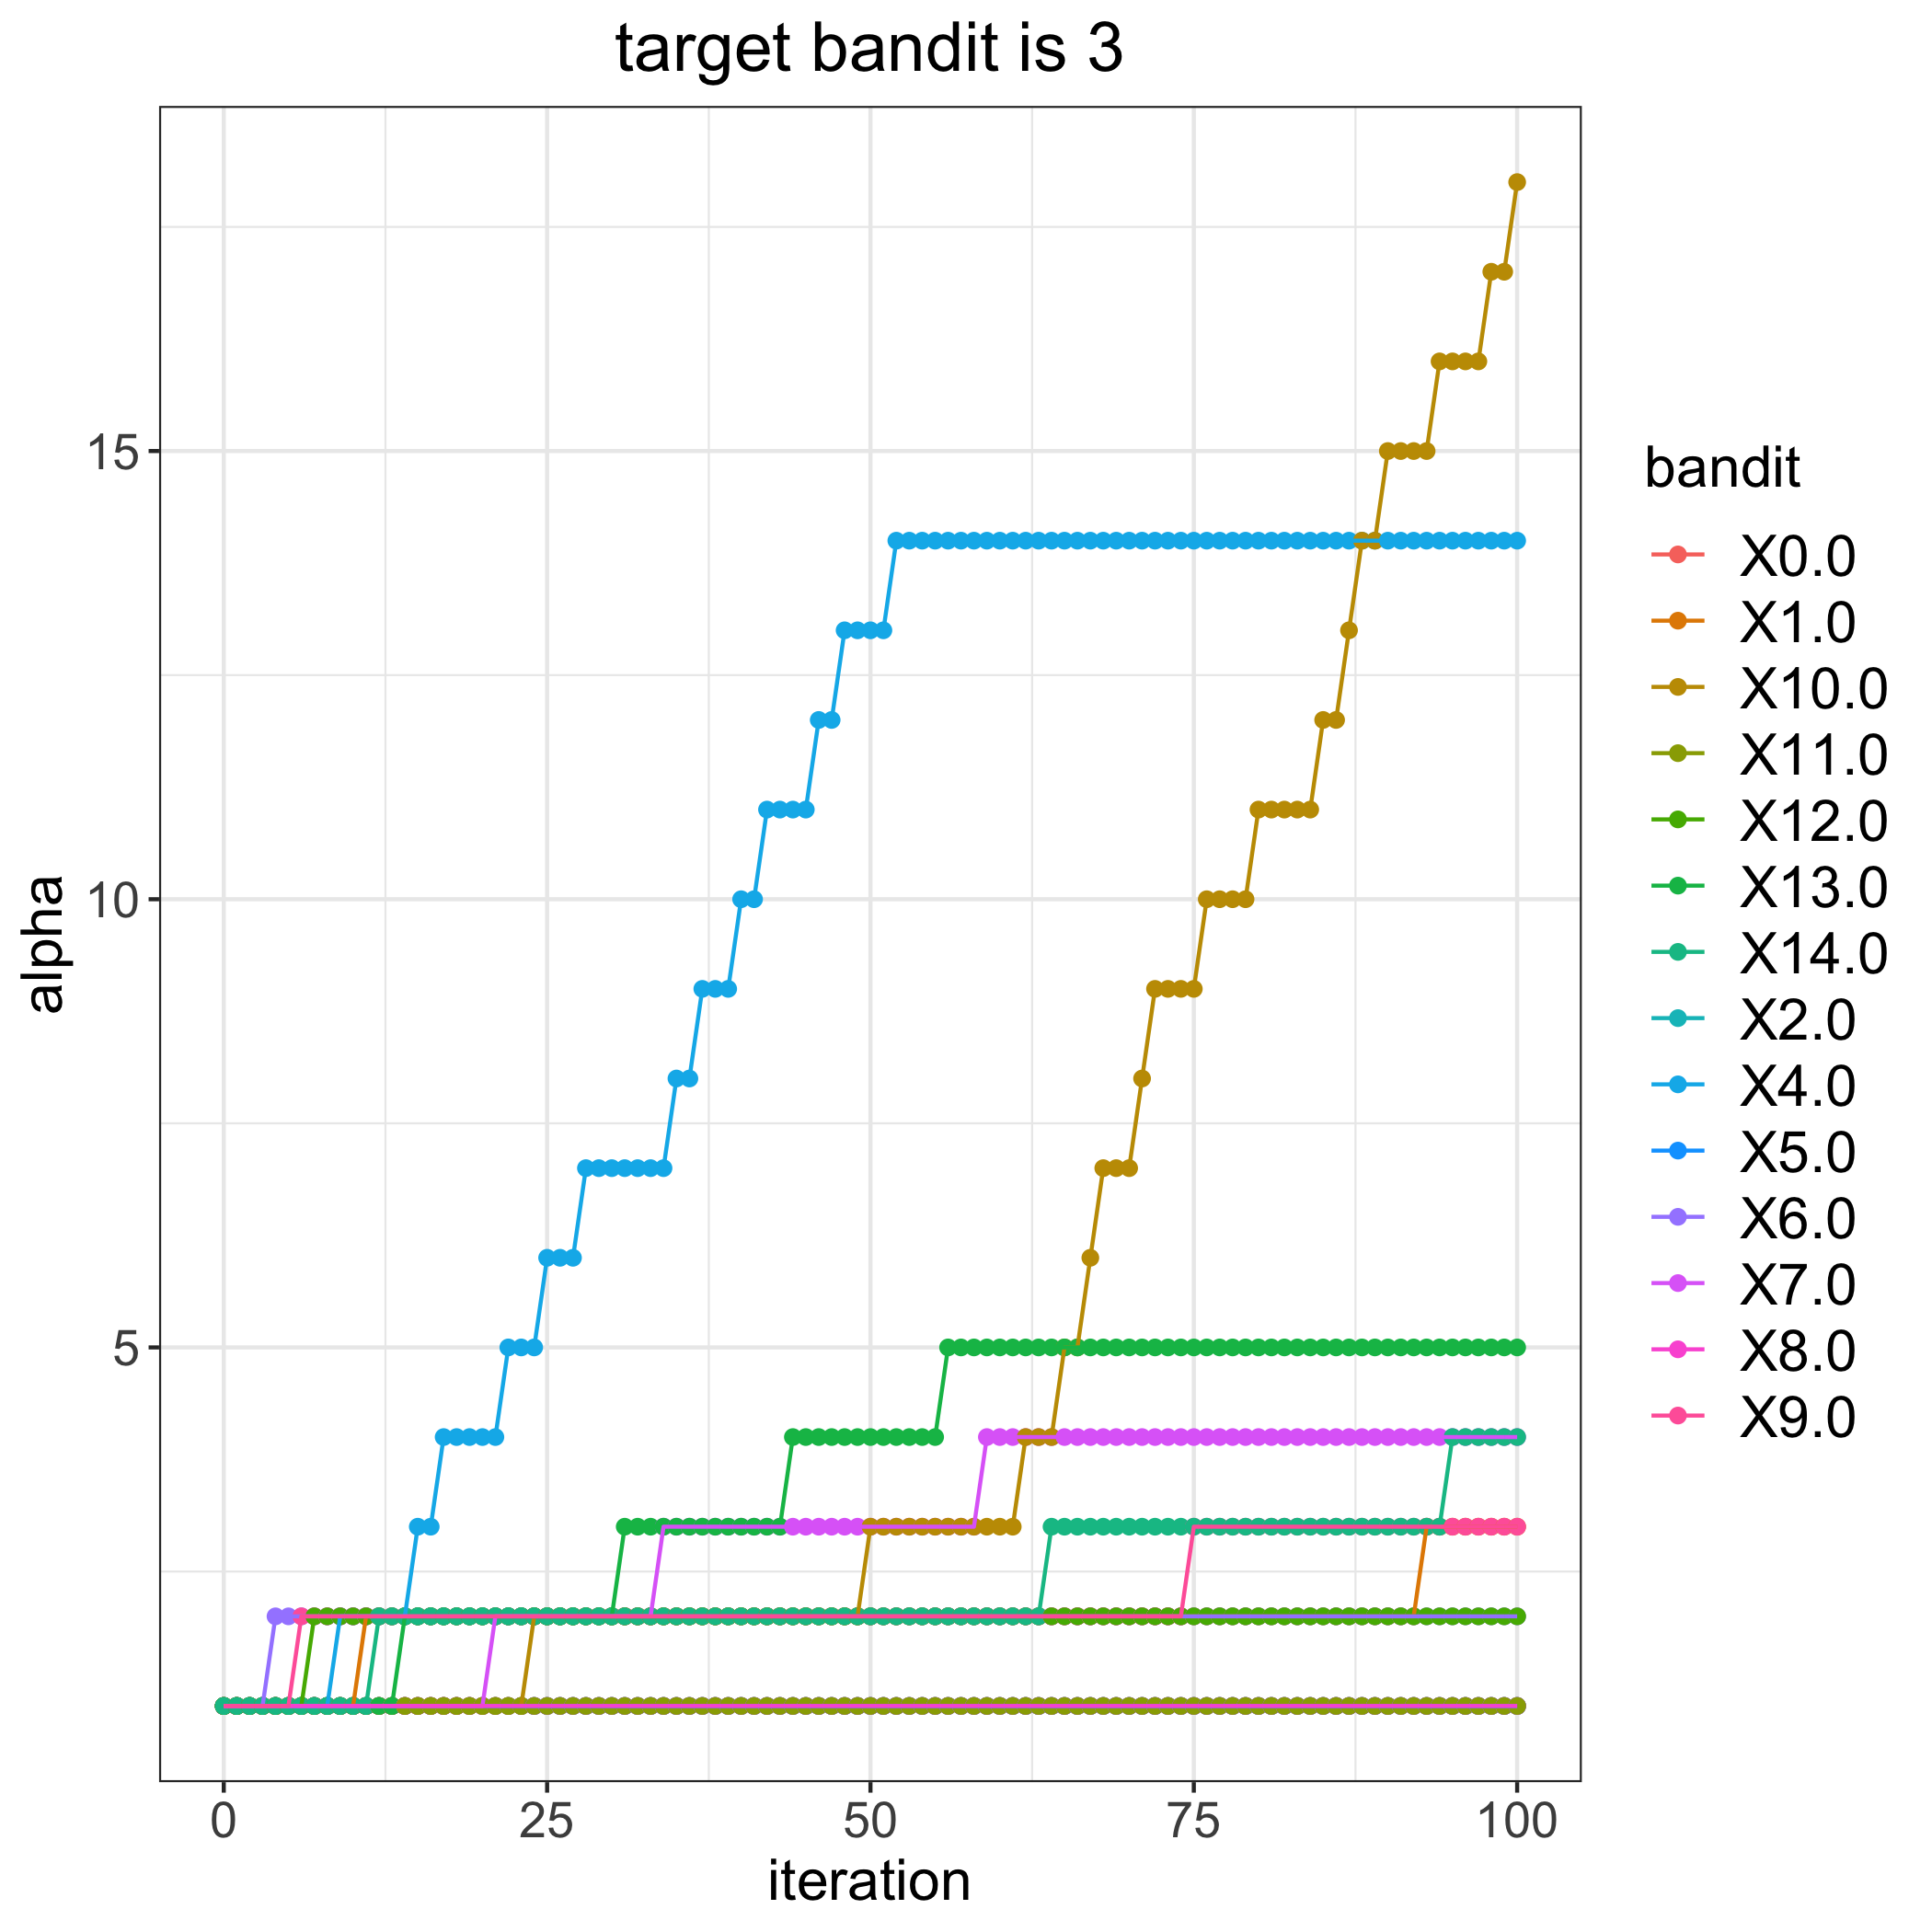 target bandit is 3
15
10
5
alpha
0 25 50 75 100
iteration
bandit
X0.0
X1.0
X10.0
X11.0
X12.0
X13.0
X14.0
X2.0
X4.0
X5.0
X6.0
X7.0
X8.0
X9.0